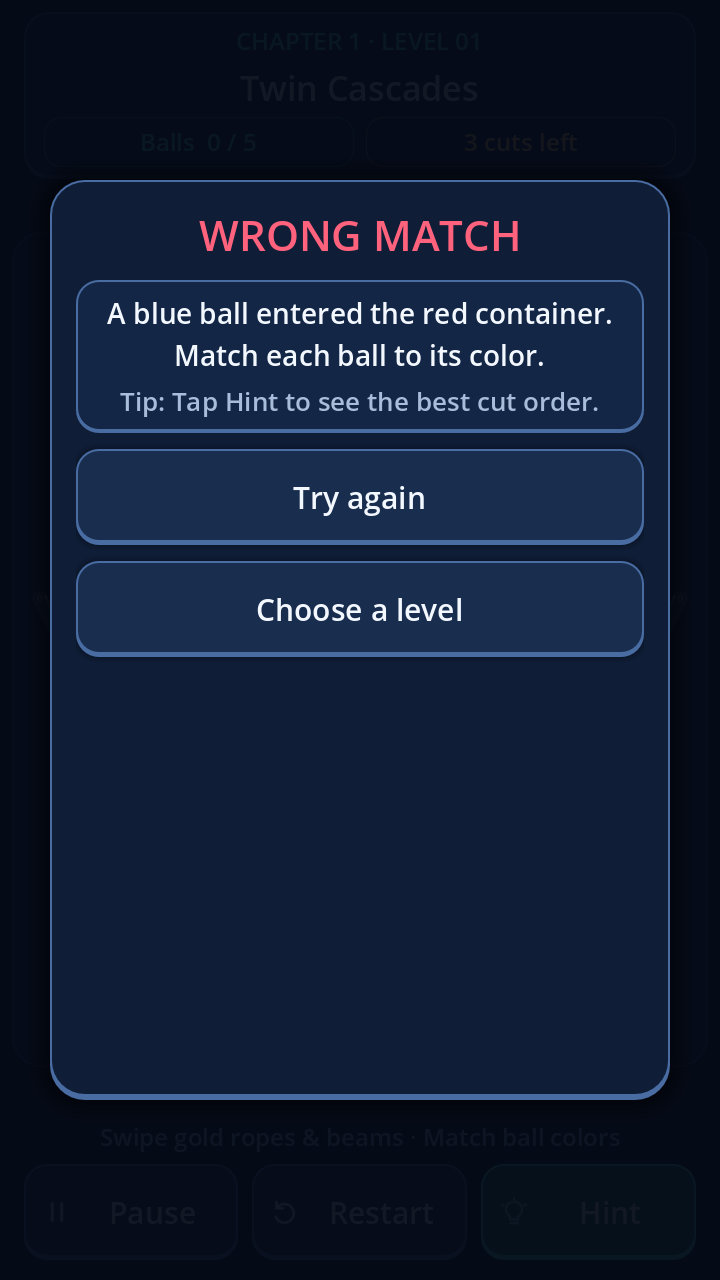 CHAPTER 1 · LEVEL 01
Twin Cascades
Balls 0 / 5
3 cuts left
WRONG MATCH
A blue ball entered the red container.
Match each ball to its color.
Tip: Tap Hint to see the best cut order.
Try again
Choose a level
Swipe gold ropes & beams · Match ball colors
Pause
Restart
Hint